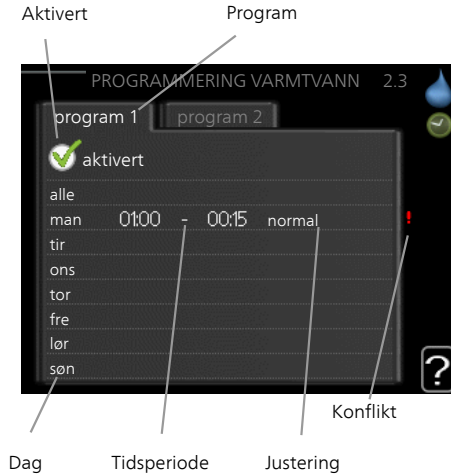 Aktivert Program
PROGRAMMERING VARMTVANN 2.3
program 1 program 2
aktivert
alle
man 01:00 - 00:15 normal !
tir
ons
tor
fre
lør
søn
?
Konflikt
Dag Tidsperiode Justering